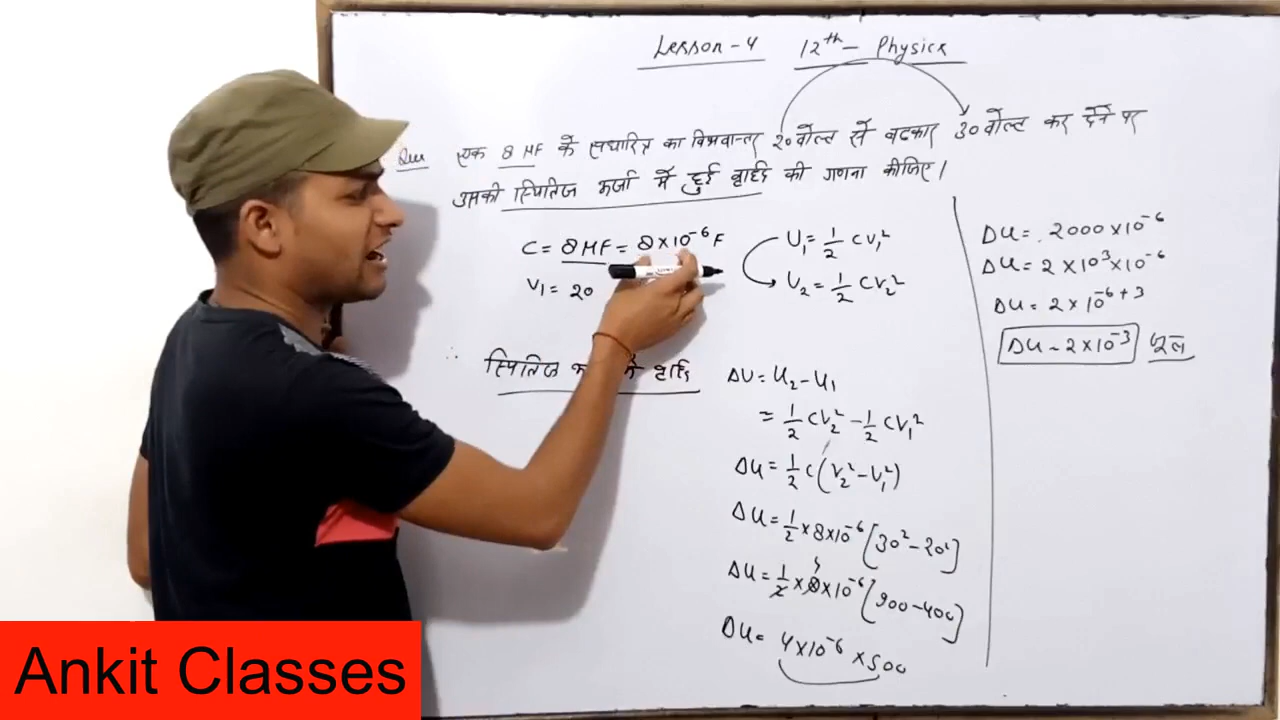 Lesson-4 12th- Physics
Que एक 8 MF के संधारित्र का विभवान्तर 20 वोल्ट से बढकार 30 वोल्ट कर देने पर
उसकी स्थितिज ऊर्जा में हुई वृद्धि की गणना कीजिए।
C = 8 MF = 8×10⁻⁶ F
V₁ = 20
U₁ = 1/2 CV₁²
U₂ = 1/2 CV₂²
∴ स्थितिज वृद्धि
ΔU = U₂ - U₁
= 1/2 CV₂² - 1/2 CV₁²
ΔU = 1/2 C (V₂² - V₁²)
ΔU = 1/2 × 8×10⁻⁶ [30² - 20²]
ΔU = 1/2 × 8×10⁻⁶ [900-400]
4
ΔU = 4×10⁻⁶ × 500
ΔU = 2000×10⁻⁶
ΔU = 2×10³×10⁻⁶
ΔU = 2×10⁻⁶⁺³
ΔU = 2×10⁻³ जूल
Ankit Classes